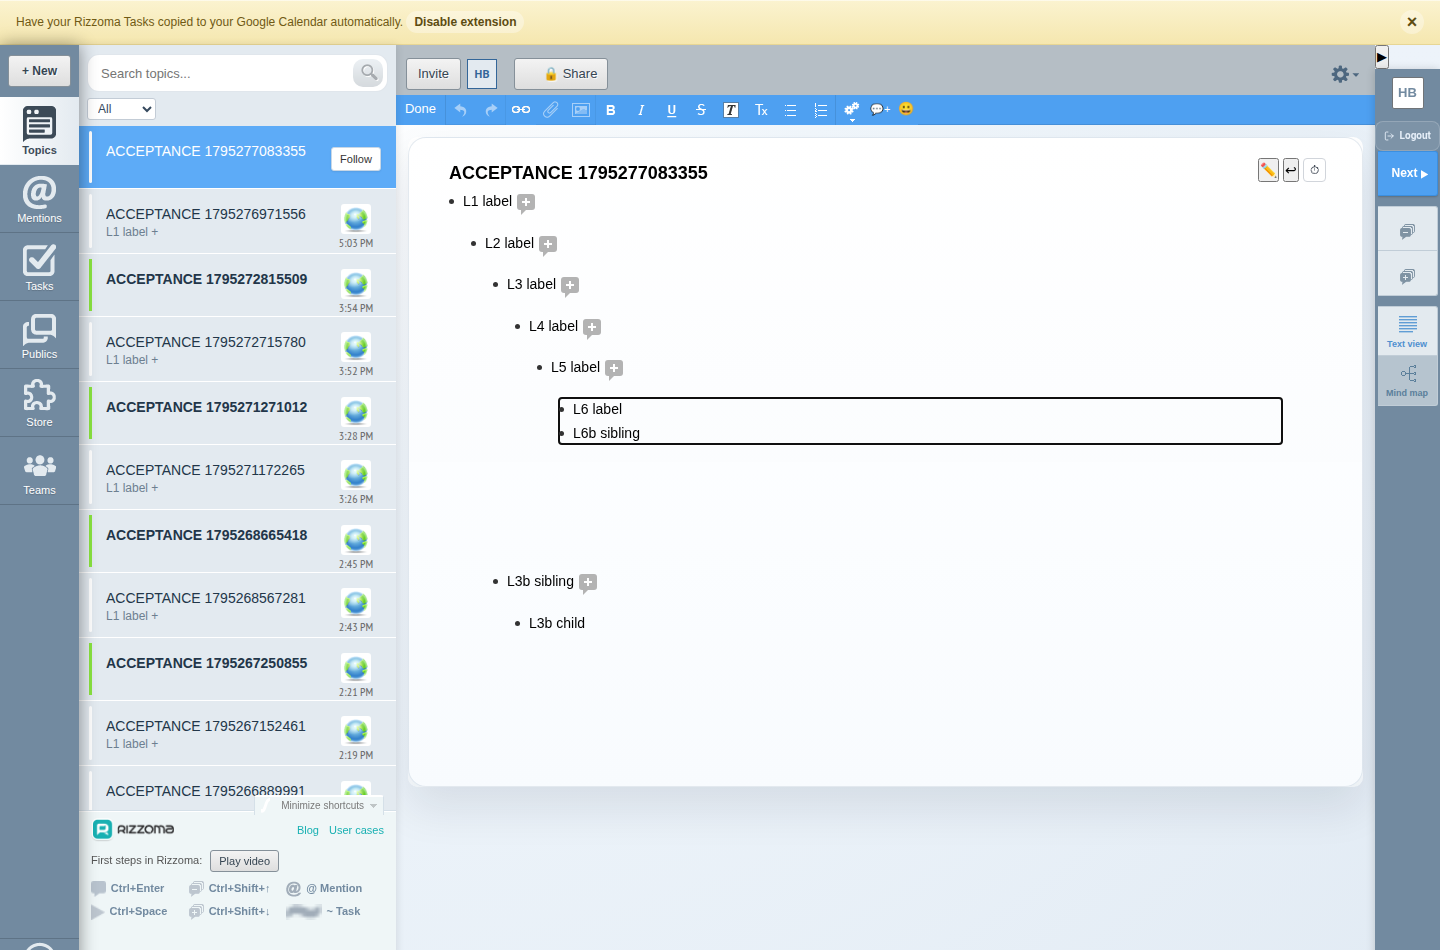 Have your Rizzoma Tasks copied to your Google Calendar automatically. Disable extension ✕
+ New
Topics
Mentions
Tasks
Publics
Store
Teams
Search topics...
All
ACCEPTANCE 1795277083355
Follow
ACCEPTANCE 1795276971556
L1 label +
5:03 PM
ACCEPTANCE 1795272815509
3:54 PM
ACCEPTANCE 1795272715780
L1 label +
3:52 PM
ACCEPTANCE 1795271271012
3:28 PM
ACCEPTANCE 1795271172265
L1 label +
3:26 PM
ACCEPTANCE 1795268665418
2:45 PM
ACCEPTANCE 1795268567281
L1 label +
2:43 PM
ACCEPTANCE 1795267250855
2:21 PM
ACCEPTANCE 1795267152461
L1 label +
2:19 PM
ACCEPTANCE 1795266889991
Minimize shortcuts
RIZZOMA
Blog User cases
First steps in Rizzoma: Play video
Ctrl+Enter Ctrl+Shift+↑ @ Mention
Ctrl+Space Ctrl+Shift+↓ ~ Task
Invite HB 🔒 Share
Done B I U S T Tx
ACCEPTANCE 1795277083355
• L1 label
• L2 label
• L3 label
• L4 label
• L5 label
• L6 label
• L6b sibling
• L3b sibling
• L3b child
HB
Logout
Next ▶
Text view
Mind map